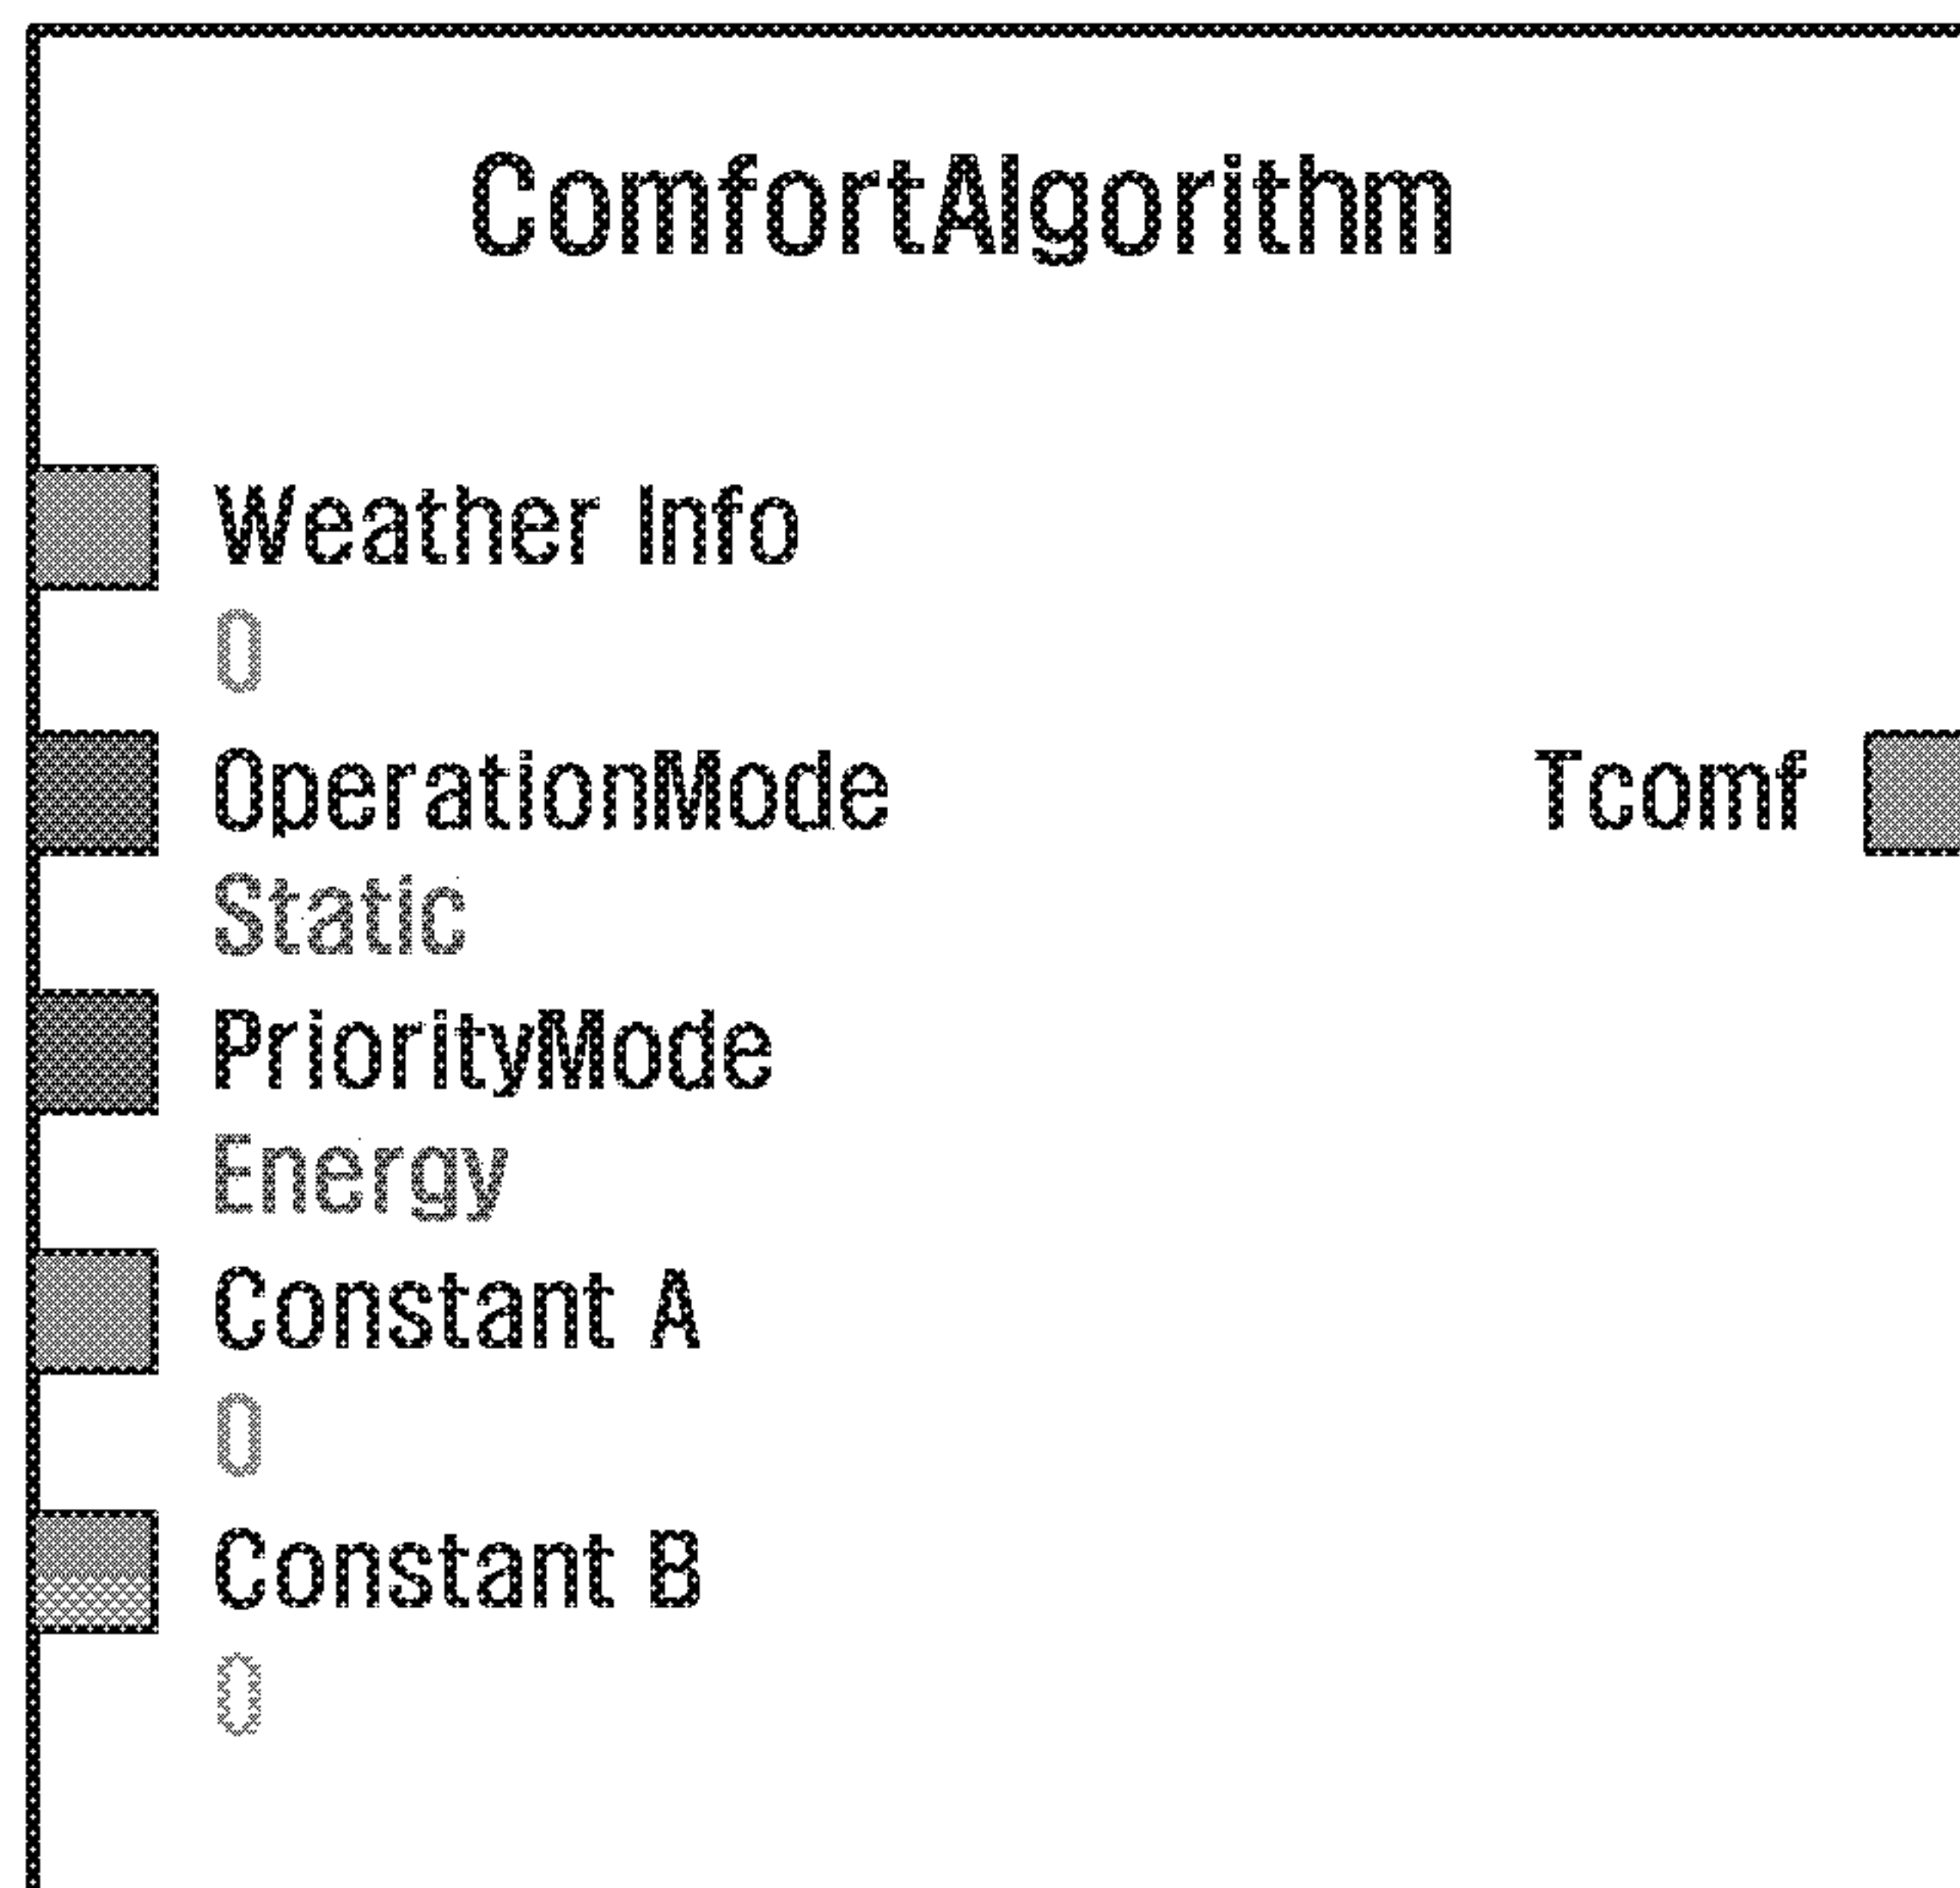 ComfortAlgorithm
Weather Info
0
OperationMode
Tcomf
Static
PriorityMode
Energy
Constant A
0
Constant B
0